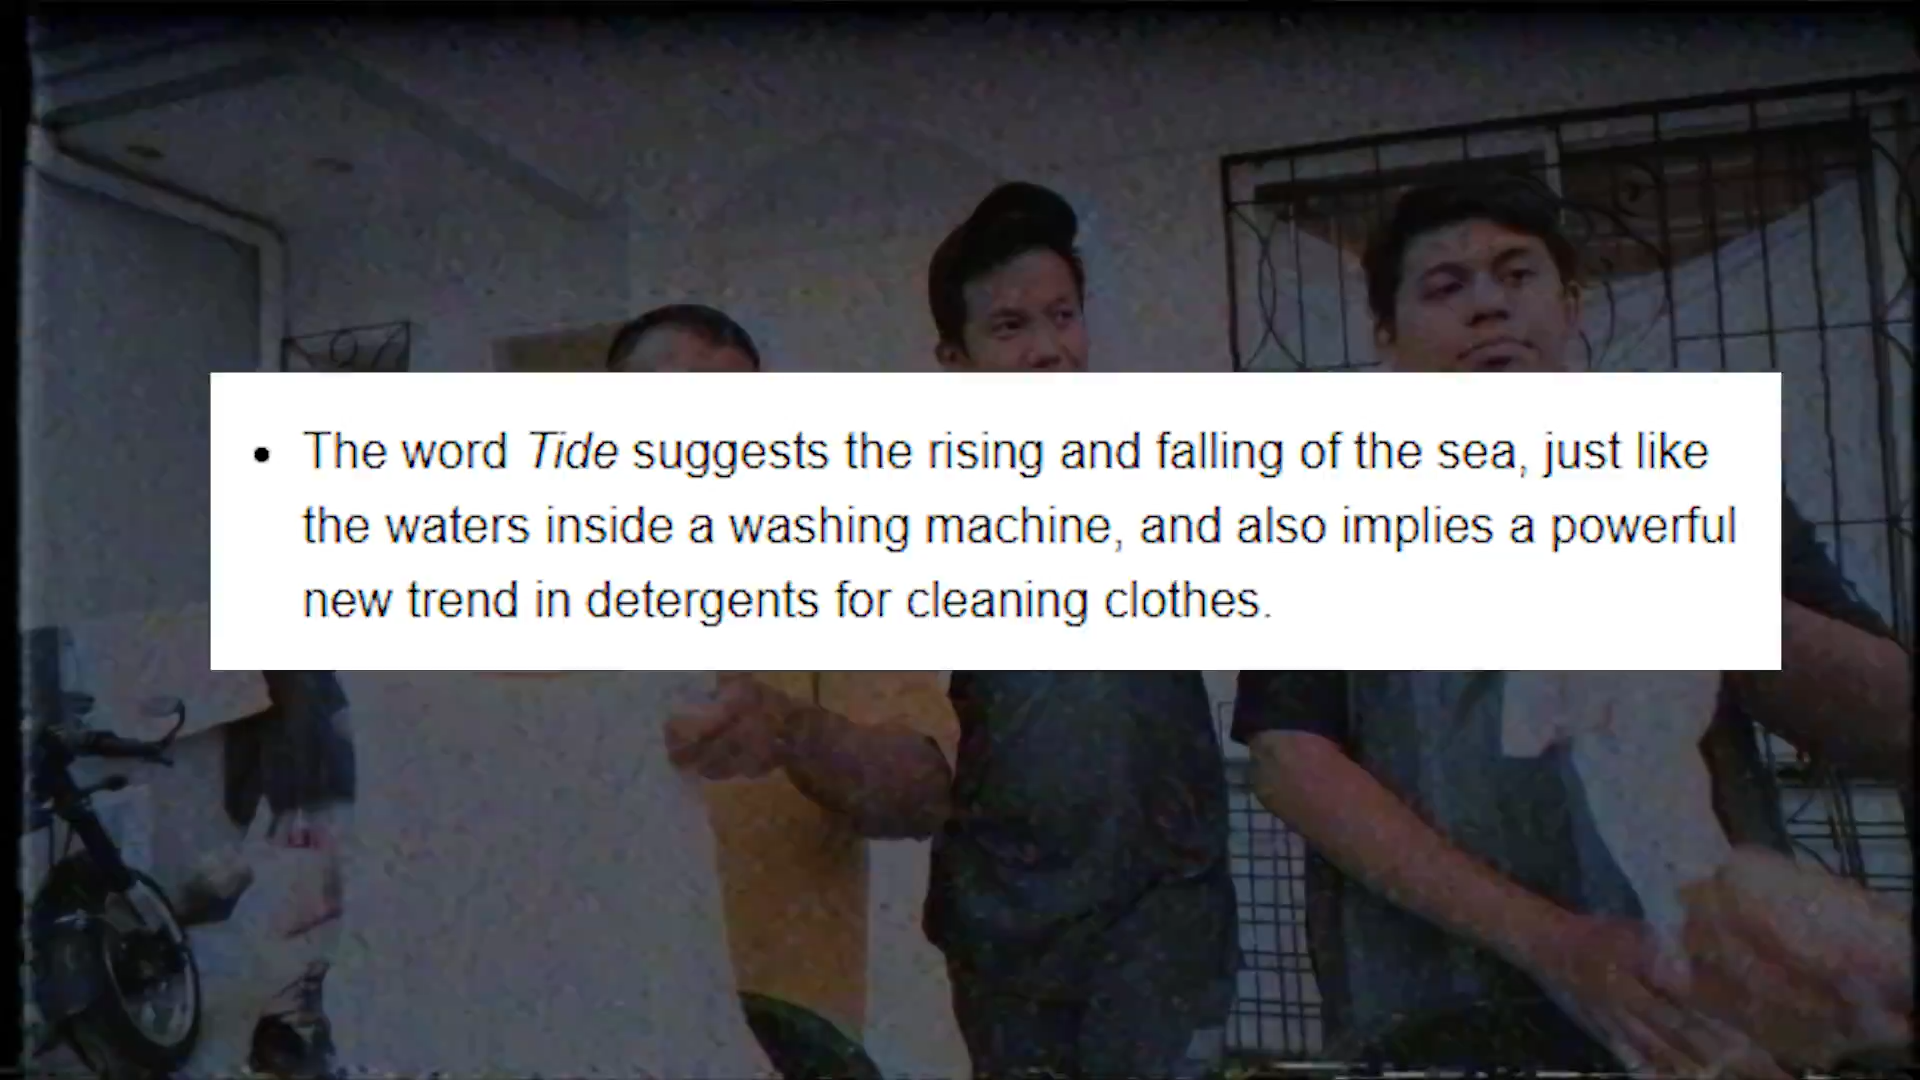 • The word Tide suggests the rising and falling of the sea, just like
the waters inside a washing machine, and also implies a powerful
new trend in detergents for cleaning clothes.